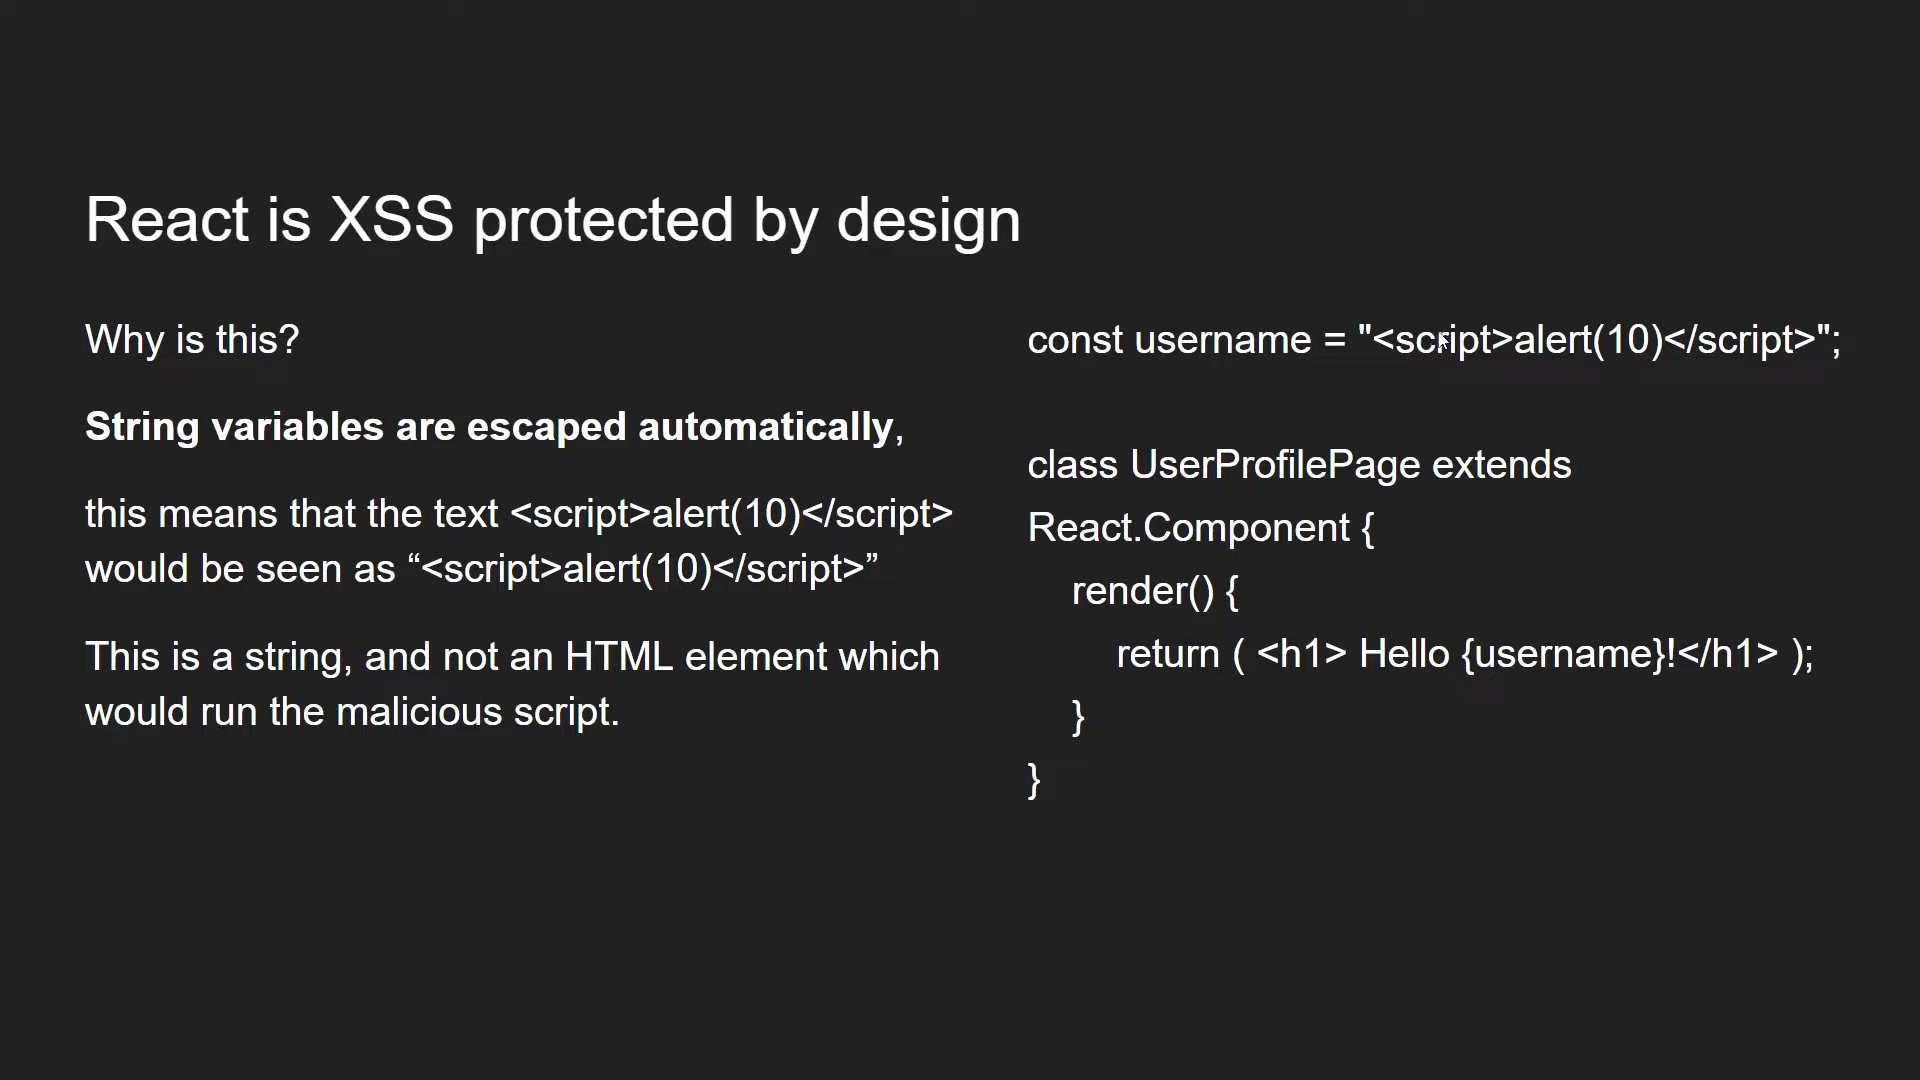 React is XSS protected by design
Why is this?
String variables are escaped automatically,
this means that the text <script>alert(10)</script>
would be seen as “<script>alert(10)</script>”
This is a string, and not an HTML element which
would run the malicious script.
const username = "<script>alert(10)</script>";
class UserProfilePage extends
React.Component {
render() {
return ( <h1> Hello {username}!</h1> );
}
}